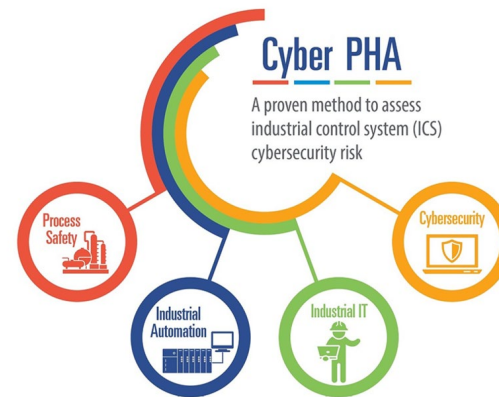 Cyber PHA
A proven method to assess
industrial control system (ICS)
cybersecurity risk
Process
Safety
Cybersecurity
Industrial
Automation
Industrial IT